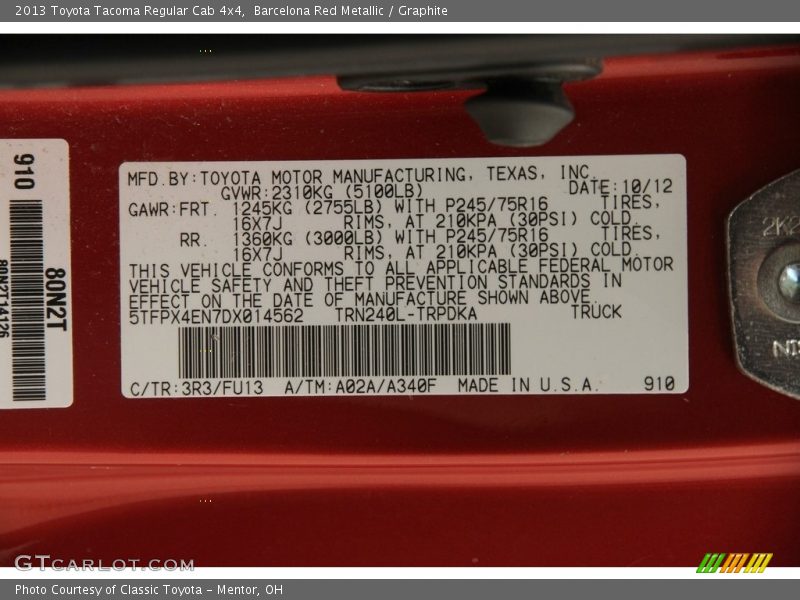 2013 Toyota Tacoma Regular Cab 4x4,  Barcelona Red Metallic / Graphite
910
80N2T
80N2T14126
MFD.BY:TOYOTA MOTOR MANUFACTURING, TEXAS, INC.
GVWR:2310KG (5100LB) DATE:10/12
GAWR:FRT. 1245KG (2755LB) WITH P245/75R16 TIRES,
16X7J RIMS, AT 210KPA (30PSI) COLD.
RR. 1360KG (3000LB) WITH P245/75R16 TIRES,
16X7J RIMS, AT 210KPA (30PSI) COLD.
THIS VEHICLE CONFORMS TO ALL APPLICABLE FEDERAL MOTOR
VEHICLE SAFETY AND THEFT PREVENTION STANDARDS IN
EFFECT ON THE DATE OF MANUFACTURE SHOWN ABOVE.
5TFPX4EN7DX014562 TRN240L-TRPDKA TRUCK
C/TR:3R3/FU13 A/TM:A02A/A340F MADE IN U.S.A. 910
GTCARLOT.COM
Photo Courtesy of Classic Toyota - Mentor, OH